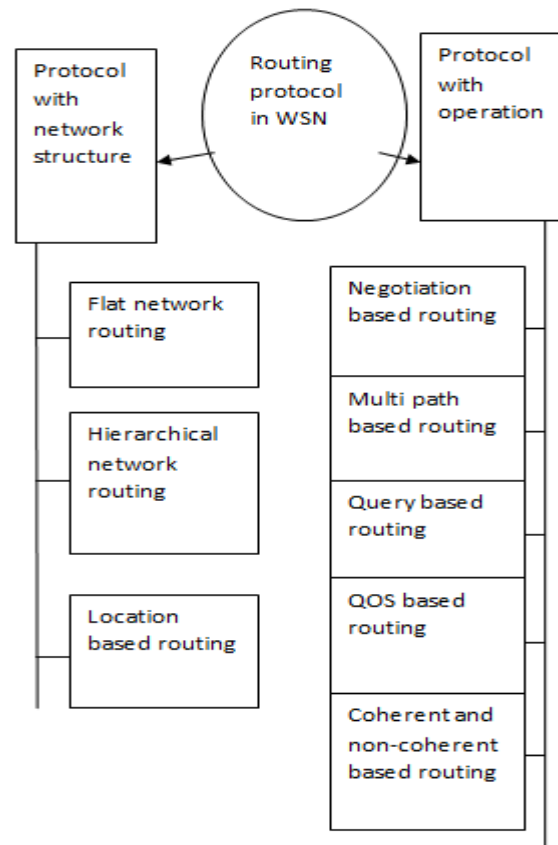 Routing
protocol
in WSN
Protocol
with
network
structure
Flat network
routing
Hierarchical
network
routing
Location
based routing
Protocol
with
operation
Negotiation
based routing
Multi path
based routing
Query based
routing
QOS based
routing
Coherent and
non-coherent
based routing